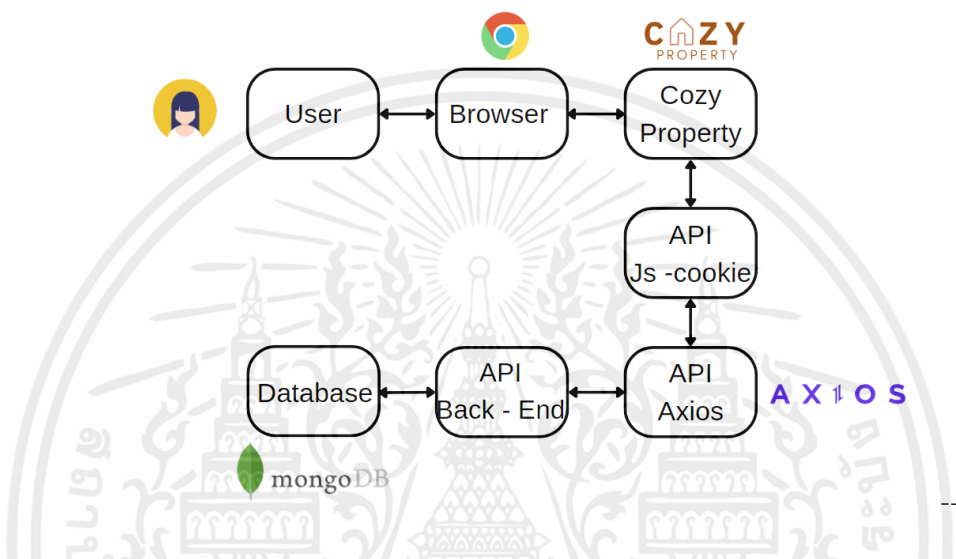 COZY
PROPERTY
User
Browser
Cozy
Property
API
Js -cookie
Database
API
Back - End
API
Axios
AXIOS
mongoDB